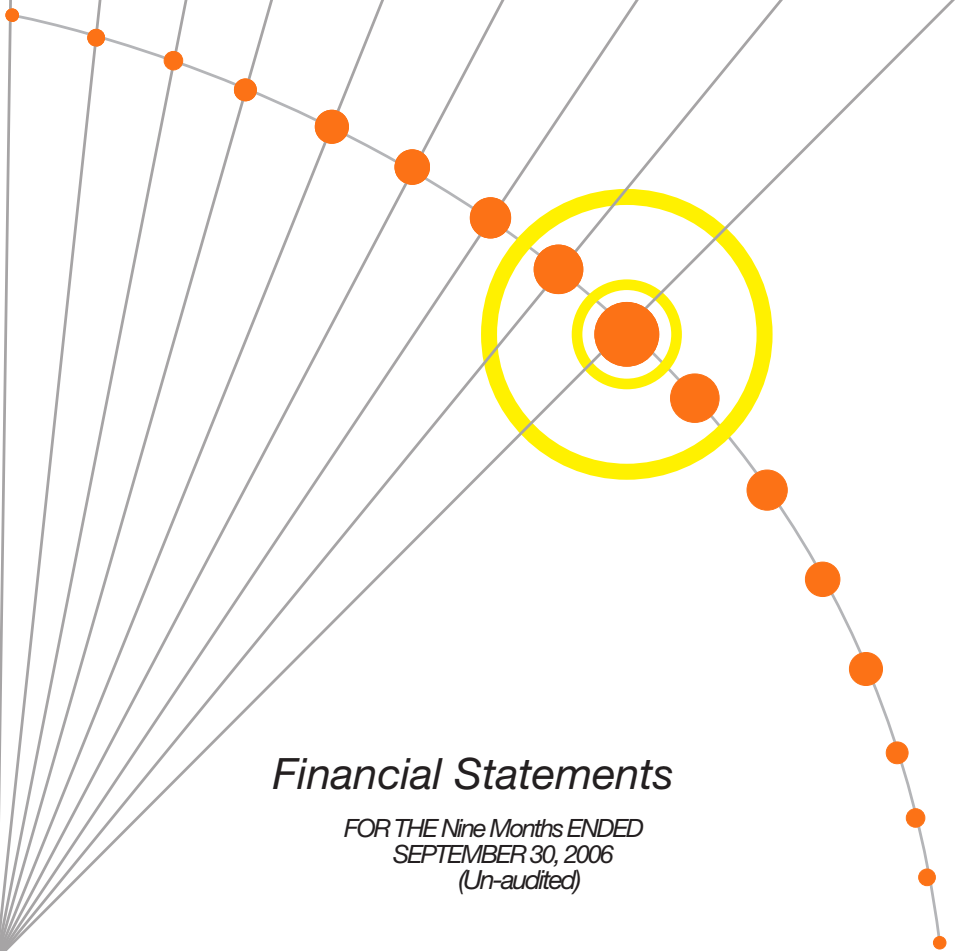 Financial Statements
FOR THE Nine Months ENDED
SEPTEMBER 30, 2006
(Un-audited)